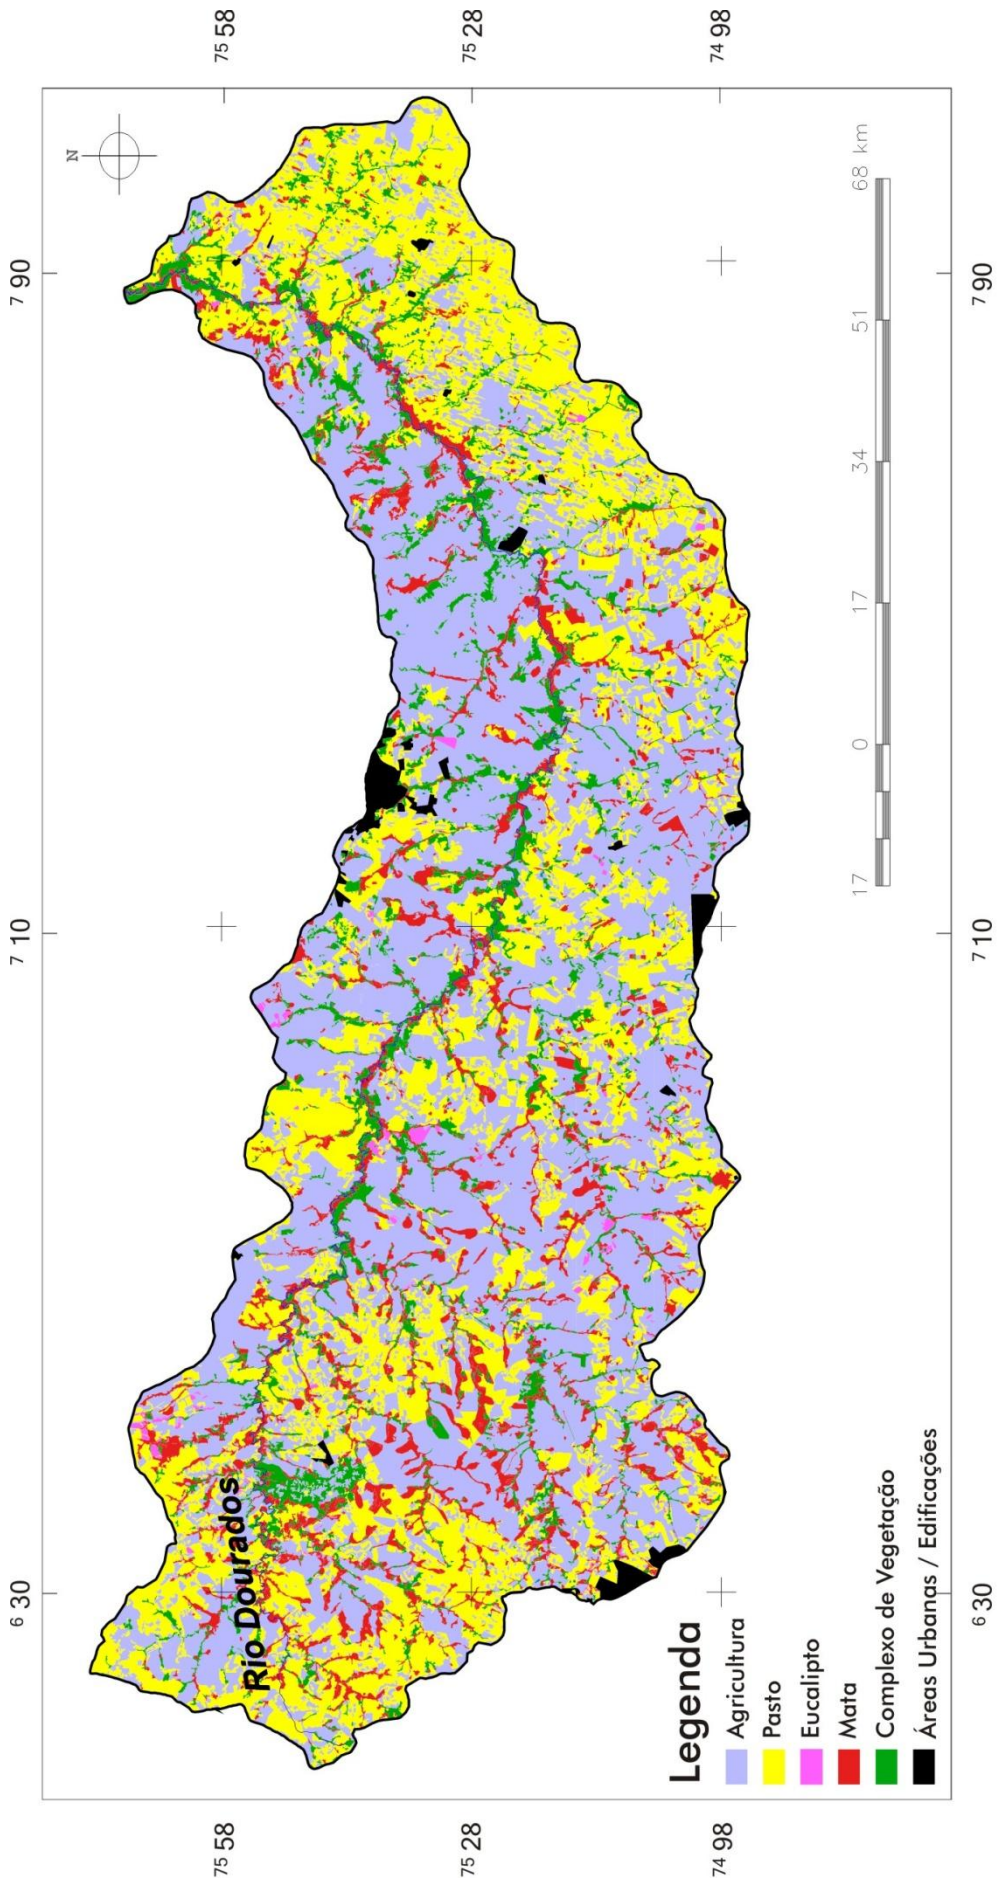 6 30
7 10
7 90
N
75 58
75 58
75 28
75 28
74 98
74 98
Rio Dourados
Legenda
Agricultura
Pasto
Eucalipto
Mata
Complexo de Vegetação
Áreas Urbanas / Edificações
17 0 17 34 51 68 km
6 30
7 10
7 90